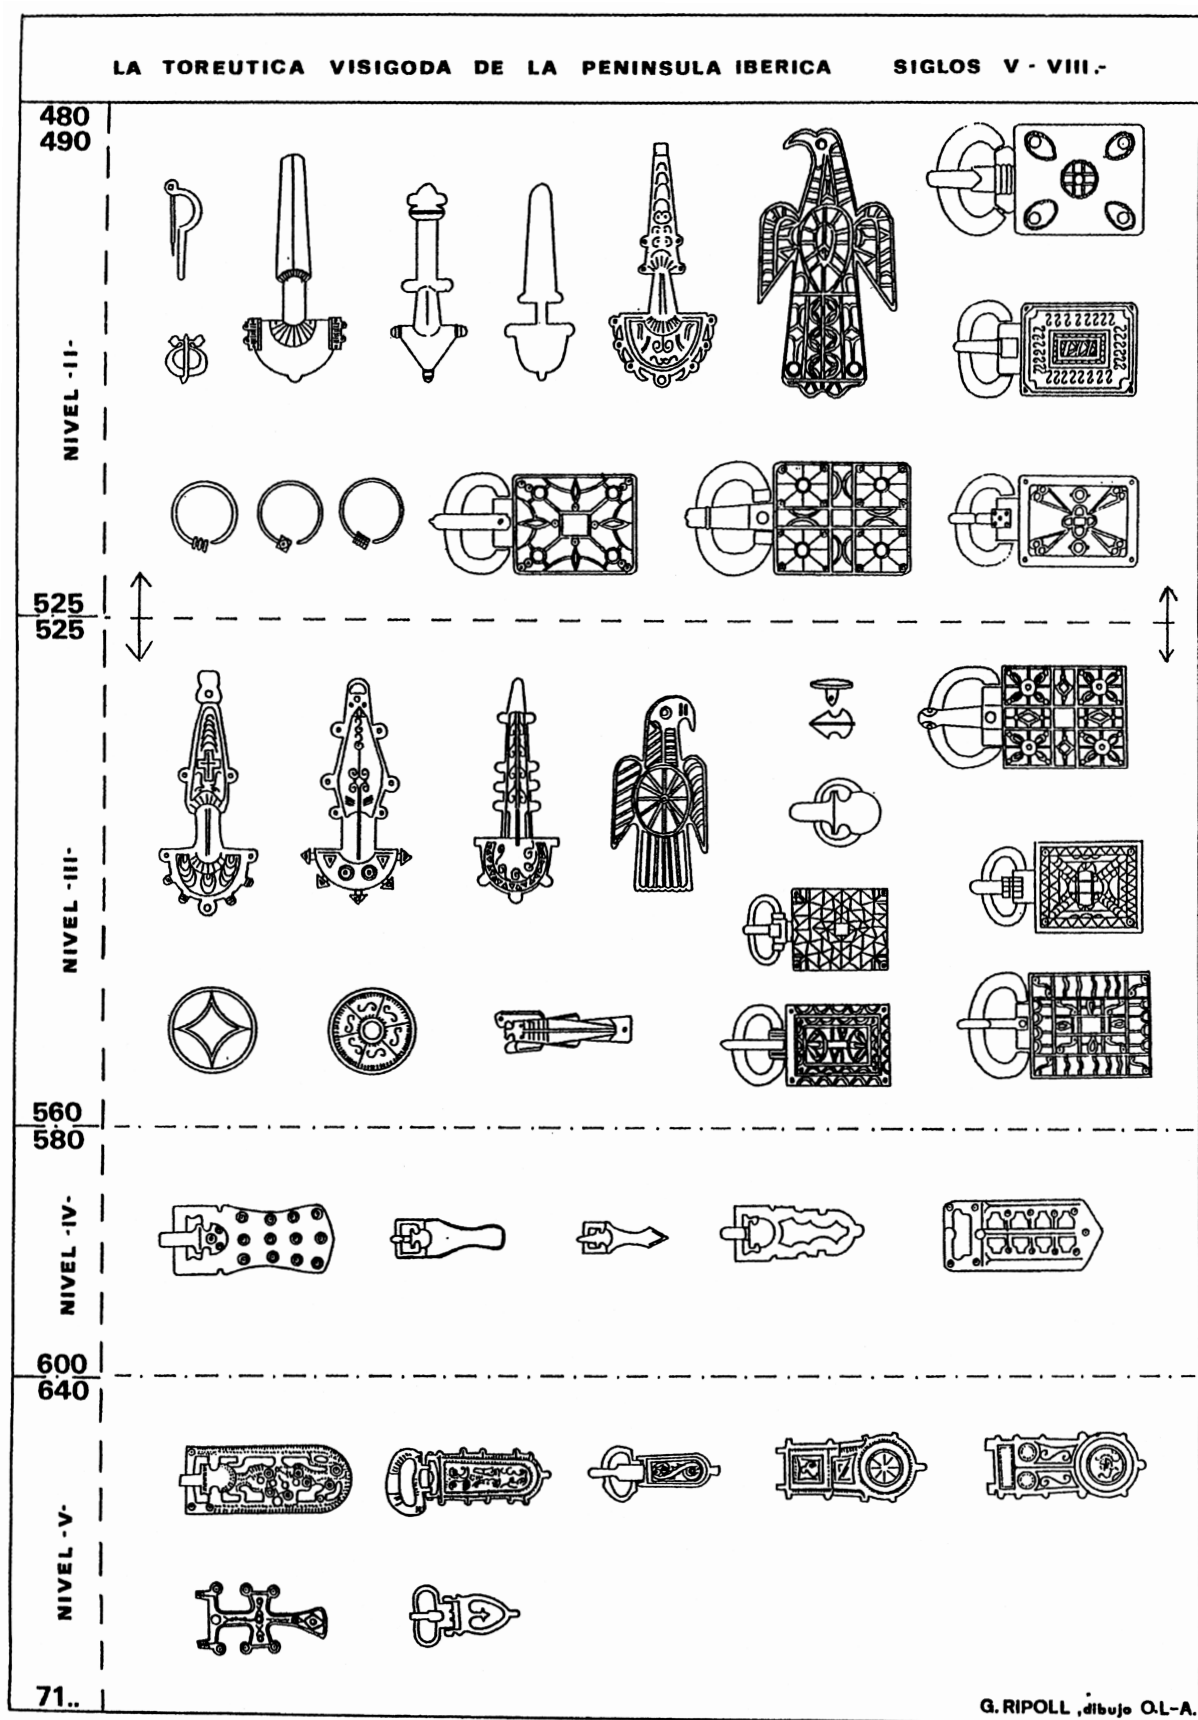 LA TOREUTICA VISIGODA DE LA PENINSULA IBERICA SIGLOS V - VIII.-
480
490
NIVEL -II-
525
525
NIVEL -III-
560
580
NIVEL -IV-
600
640
NIVEL -V-
71..
G. RIPOLL , dibujo O.L-A.